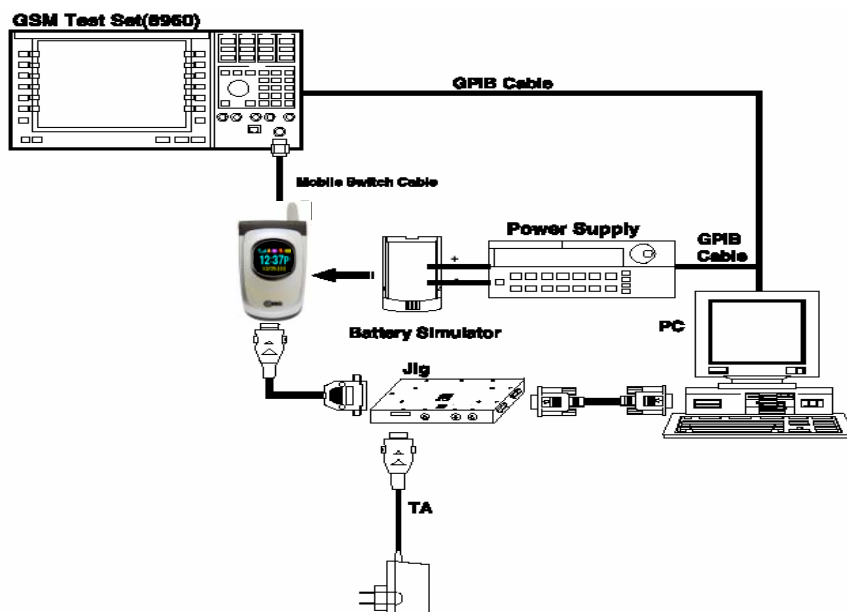 GSM Test Set(8960)
GPIB Cable
Mobile Switch Cable
12:37P
Power Supply
GPIB
Cable
+
-
Battery Simulator
PC
Jig
TA